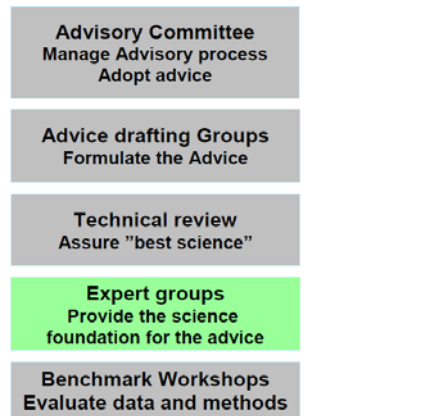 Advisory Committee
Manage Advisory process
Adopt advice
Advice drafting Groups
Formulate the Advice
Technical review
Assure ”best science”
Expert groups
Provide the science
foundation for the advice
Benchmark Workshops
Evaluate data and methods